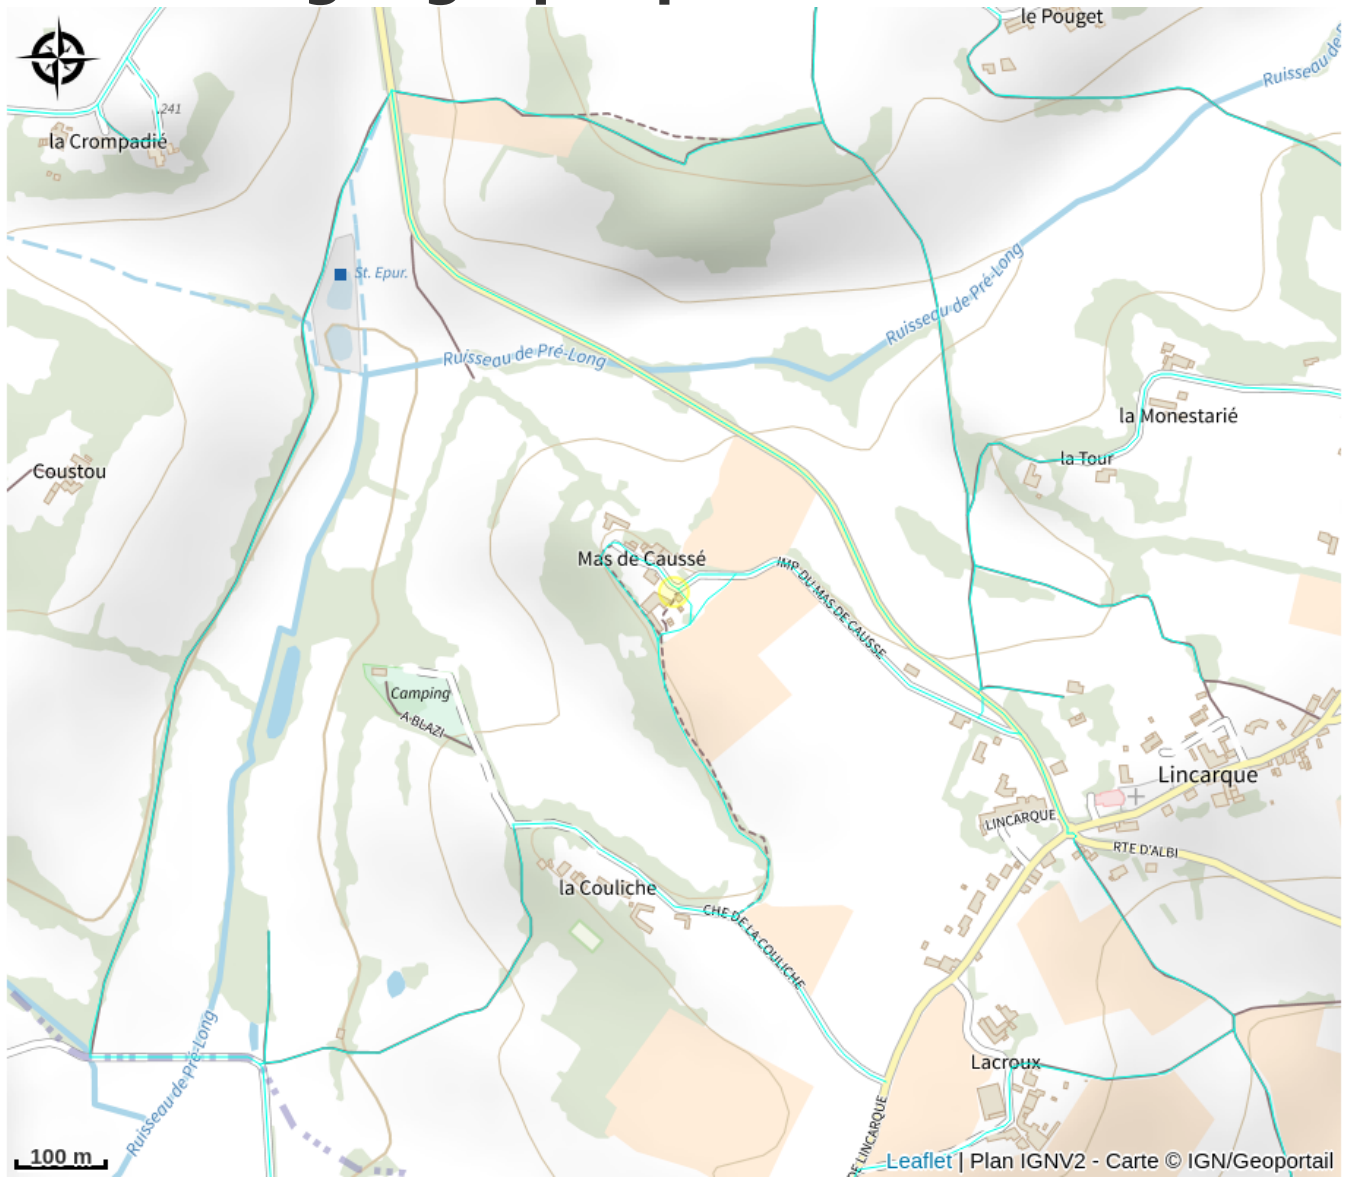 le Pouget
Ruisseau de
241
la Crompadié
St. Epur.
Ruisseau de Pré-Long
Ruisseau de Pré-Long
la Monestarié
la Tour
Coustou
Mas de Caussé
IMP DU MAS DE CAUSSE
Camping
A BLAZI
Lincarque
LINCARQUE
RTE D'ALBI
la Couliche
CHE DE LA COULICHE
Ruisseau de Pré-Long
Lacroux
DE LINCARQUE
100 m
Leaflet | Plan IGNV2 - Carte © IGN/Geoportail